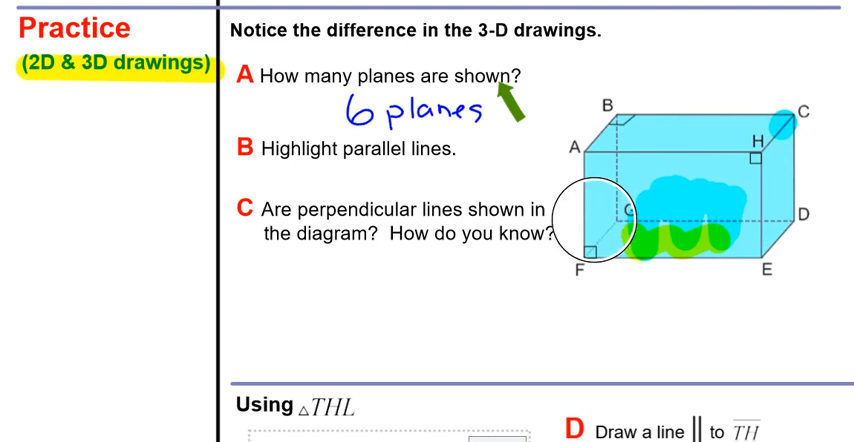 Practice
(2D & 3D drawings)
Notice the difference in the 3-D drawings.
A How many planes are shown?
6 planes
B Highlight parallel lines.
C Are perpendicular lines shown in
the diagram? How do you know?
B
C
A
H
G
D
F
E
Using △THL
D Draw a line || to TH